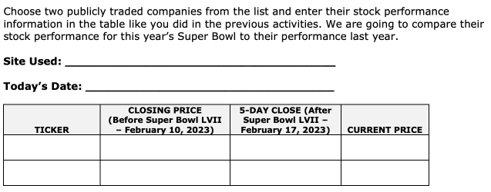 Choose two publicly traded companies from the list and enter their stock performance
information in the table like you did in the previous activities. We are going to compare their
stock performance for this year's Super Bowl to their performance last year.
Site Used:
Today's Date:
TICKER
CLOSING PRICE
(Before Super Bowl LVII
– February 10, 2023)
5-DAY CLOSE (After
Super Bowl LVII –
February 17, 2023)
CURRENT PRICE